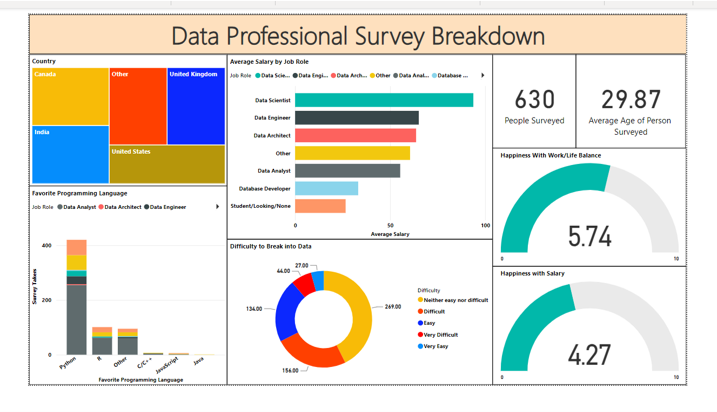 Data Professional Survey Breakdown
Country
Canada
Other
United Kingdom
India
United States
Favorite Programming Language
Job Role Data Analyst Data Architect Data Engineer
Survey Takers
400
200
0
Python
R
Other
C/C++
JavaScript
Java
Favorite Programming Language
Average Salary by Job Role
Job Role Data Scie... Data Engi... Data Arch... Other Data Anal... Database ...
Data Scientist
Data Engineer
Data Architect
Other
Data Analyst
Database Developer
Student/Looking/None
0 50 100
Average Salary
Difficulty to Break into Data
27.00
44.00
134.00
269.00
156.00
Difficulty
Neither easy nor difficult
Difficult
Easy
Very Difficult
Very Easy
630
People Surveyed
29.87
Average Age of Person
Surveyed
Happiness With Work/Life Balance
5.74
0 10
Happiness with Salary
4.27
0 10